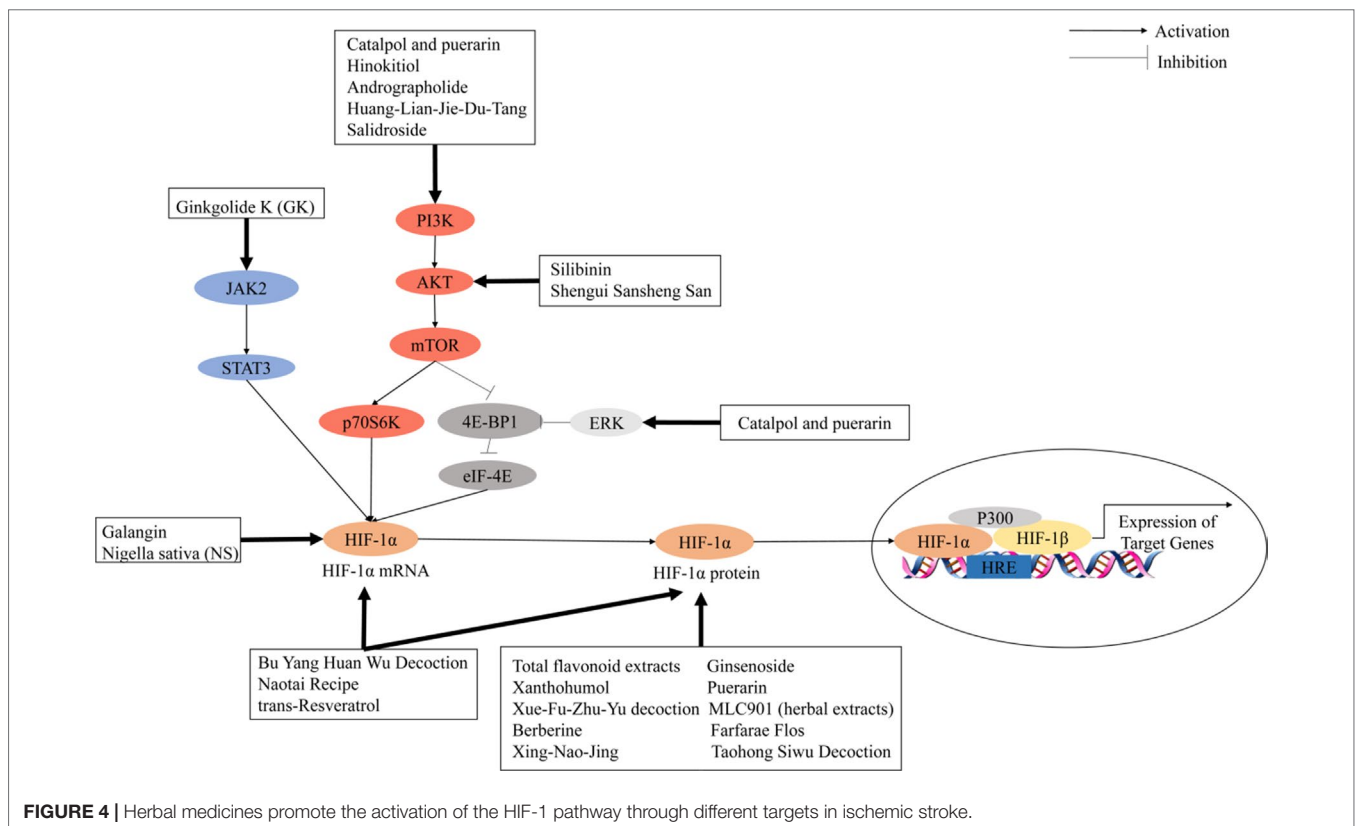 Catalpol and puerarin
Hinokitiol
Andrographolide
Huang-Lian-Jie-Du-Tang
Salidroside
Activation
Inhibition
Ginkgolide K (GK)
PI3K
JAK2
AKT
Silibinin
Shengui Sansheng San
mTOR
STAT3
p70S6K
4E-BP1
ERK
Catalpol and puerarin
eIF-4E
Galangin
Nigella sativa (NS)
HIF-1α
HIF-1α mRNA
HIF-1α
HIF-1α protein
P300
HIF-1α
HIF-1β
HRE
Expression of
Target Genes
Bu Yang Huan Wu Decoction
Naotai Recipe
trans-Resveratrol
Total flavonoid extracts
Xanthohumol
Xue-Fu-Zhu-Yu decoction
Berberine
Xing-Nao-Jing
Ginsenoside
Puerarin
MLC901 (herbal extracts)
Farfarae Flos
Taohong Siwu Decoction
FIGURE 4 | Herbal medicines promote the activation of the HIF-1 pathway through different targets in ischemic stroke.